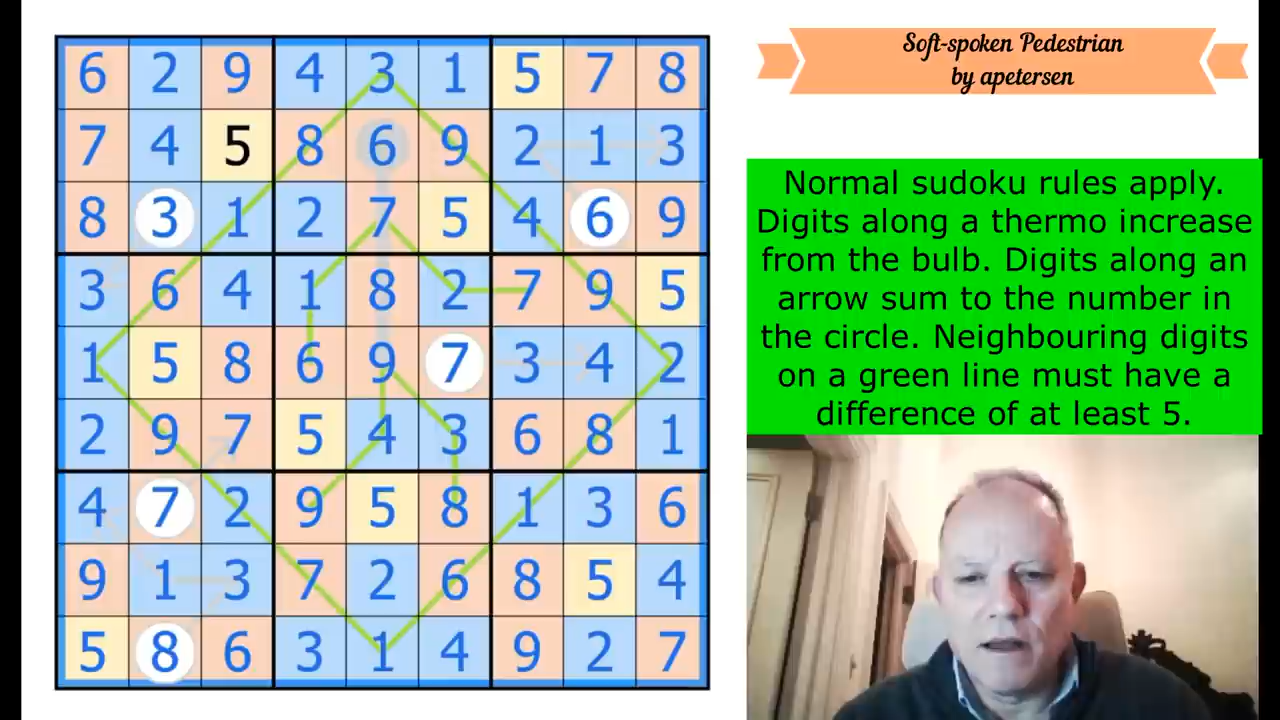 Soft-spoken Pedestrian
by apetersen
6 2 9 4 3 1 5 7 8
7 4 5 8 6 9 2 1 3
8 3 1 2 7 5 4 6 9
3 6 4 1 8 2 7 9 5
1 5 8 6 9 7 3 4 2
2 9 7 5 4 3 6 8 1
4 7 2 9 5 8 1 3 6
9 1 3 7 2 6 8 5 4
5 8 6 3 1 4 9 2 7
Normal sudoku rules apply.
Digits along a thermo increase
from the bulb. Digits along an
arrow sum to the number in
the circle. Neighbouring digits
on a green line must have a
difference of at least 5.